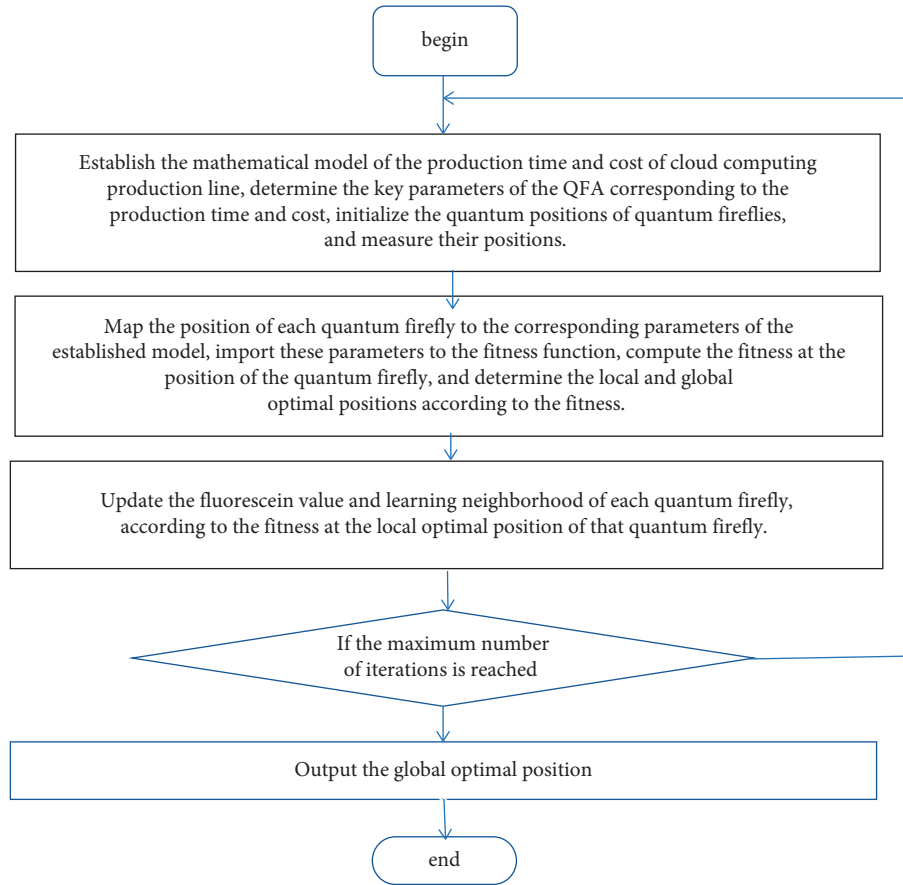 begin
Establish the mathematical model of the production time and cost of cloud computing
production line, determine the key parameters of the QFA corresponding to the
production time and cost, initialize the quantum positions of quantum fireflies,
and measure their positions.
Map the position of each quantum firefly to the corresponding parameters of the
established model, import these parameters to the fitness function, compute the fitness at the
position of the quantum firefly, and determine the local and global
optimal positions according to the fitness.
Update the fluorescein value and learning neighborhood of each quantum firefly,
according to the fitness at the local optimal position of that quantum firefly.
If the maximum number
of iterations is reached
Output the global optimal position
end